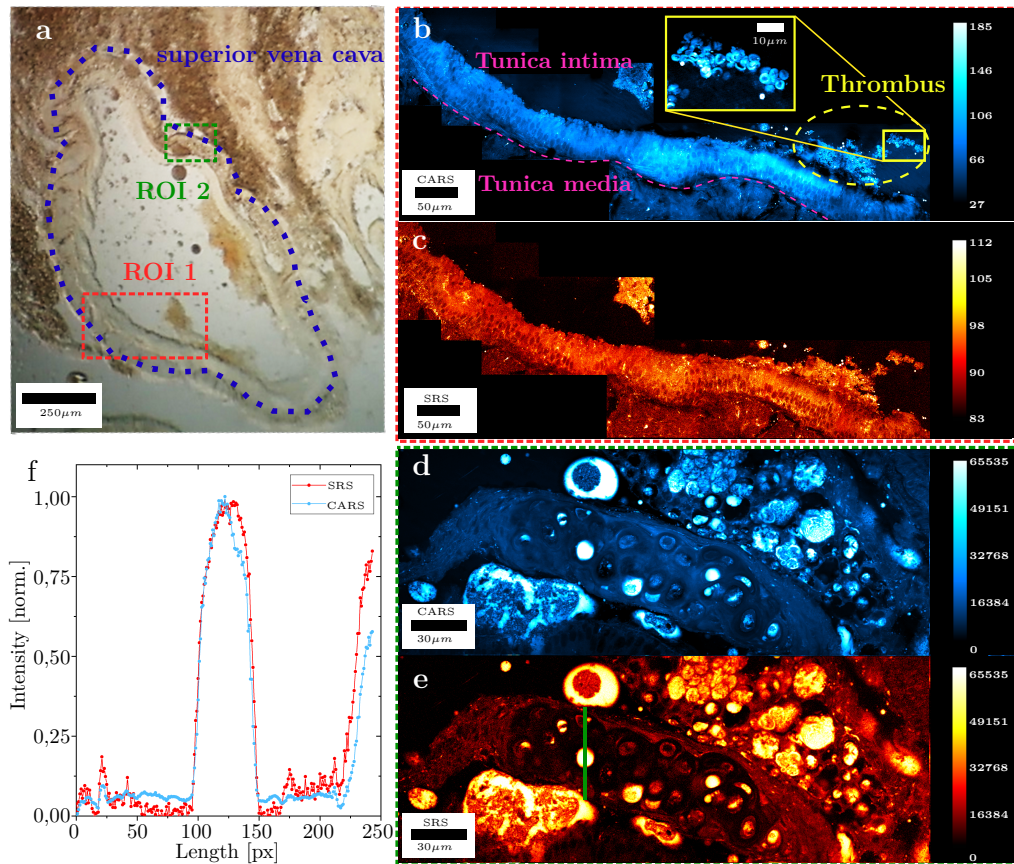 a
superior vena cava
ROI 2
ROI 1
250μm
b
Tunica intima
10μm
Thrombus
Tunica media
CARS
50μm
185
146
106
66
27
c
SRS
50μm
112
105
98
90
83
d
CARS
30μm
65535
49151
32768
16384
0
e
SRS
30μm
65535
49151
32768
16384
0
f
SRS
CARS
1,00
0,75
0,50
0,25
0,00
Intensity [norm.]
0 50 100 150 200 250
Length [px]